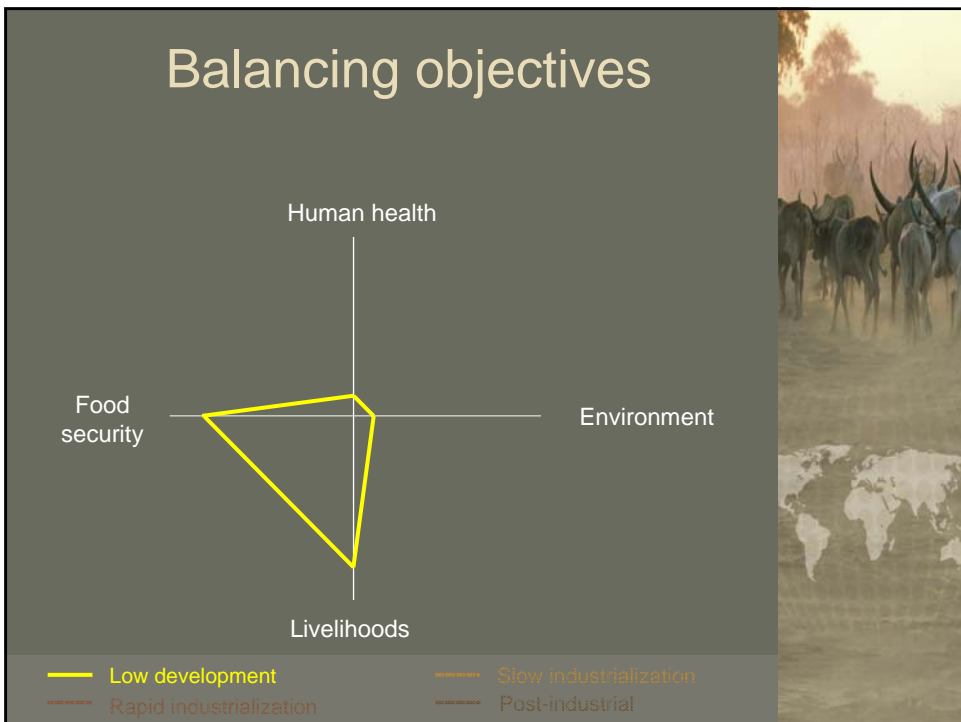 Balancing objectives
Human health
Food
security
Environment
Livelihoods
Low development
Slow industrialization
Rapid industrialization
Post-industrial